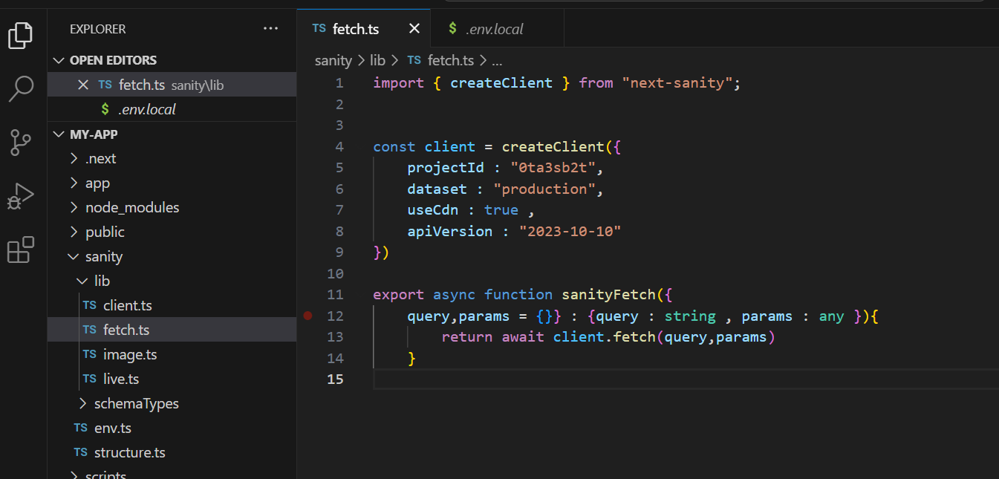 EXPLORER
OPEN EDITORS
TS fetch.ts sanity\lib
$ .env.local
MY-APP
.next
app
node_modules
public
sanity
lib
TS client.ts
TS fetch.ts
TS image.ts
TS live.ts
schemaTypes
TS env.ts
TS structure.ts
scripts
TS fetch.ts
$ .env.local
sanity > lib > TS fetch.ts > ...
1 import { createClient } from "next-sanity";
2
3
4 const client = createClient({
5 projectId : "0ta3sb2t",
6 dataset : "production",
7 useCdn : true ,
8 apiVersion : "2023-10-10"
9 })
10
11 export async function sanityFetch({
12 query,params = {}} : {query : string , params : any }){
13 return await client.fetch(query,params)
14 }
15